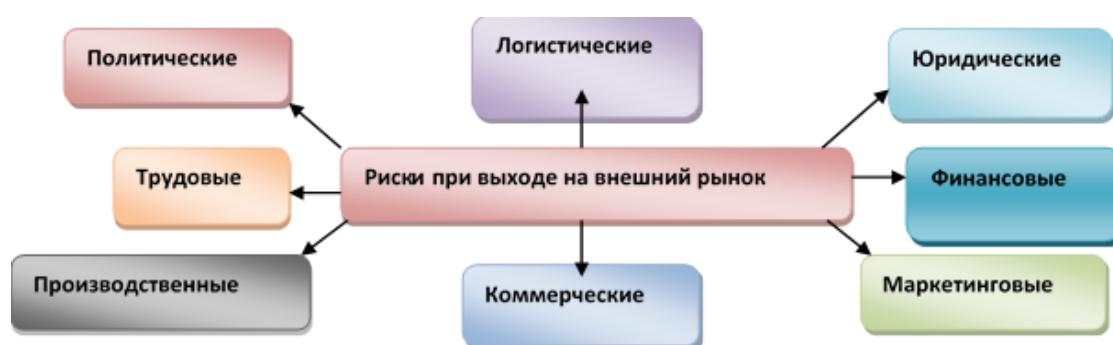 Политические
Логистические
Юридические
Трудовые
Риски при выходе на внешний рынок
Финансовые
Производственные
Коммерческие
Маркетинговые